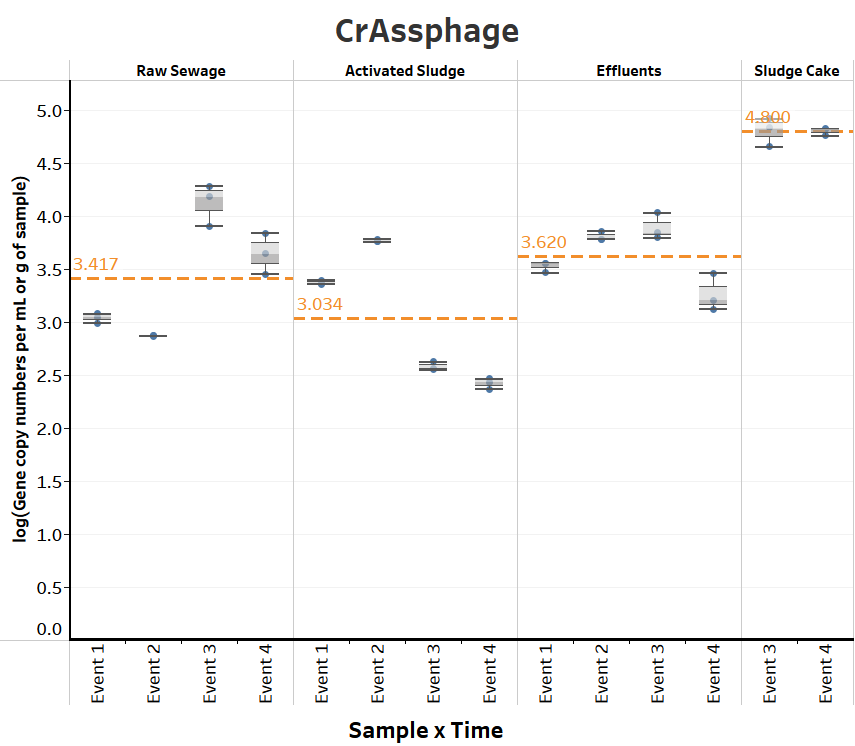 CrAssphage
Raw Sewage Activated Sludge Effluents Sludge Cake
log(Gene copy numbers per mL or g of sample)
5.0
4.5
4.0
3.5
3.0
2.5
2.0
1.5
1.0
0.5
0.0
3.417
3.034
3.620
4.800
Event 1
Event 2
Event 3
Event 4
Event 1
Event 2
Event 3
Event 4
Event 1
Event 2
Event 3
Event 4
Event 3
Event 4
Sample x Time